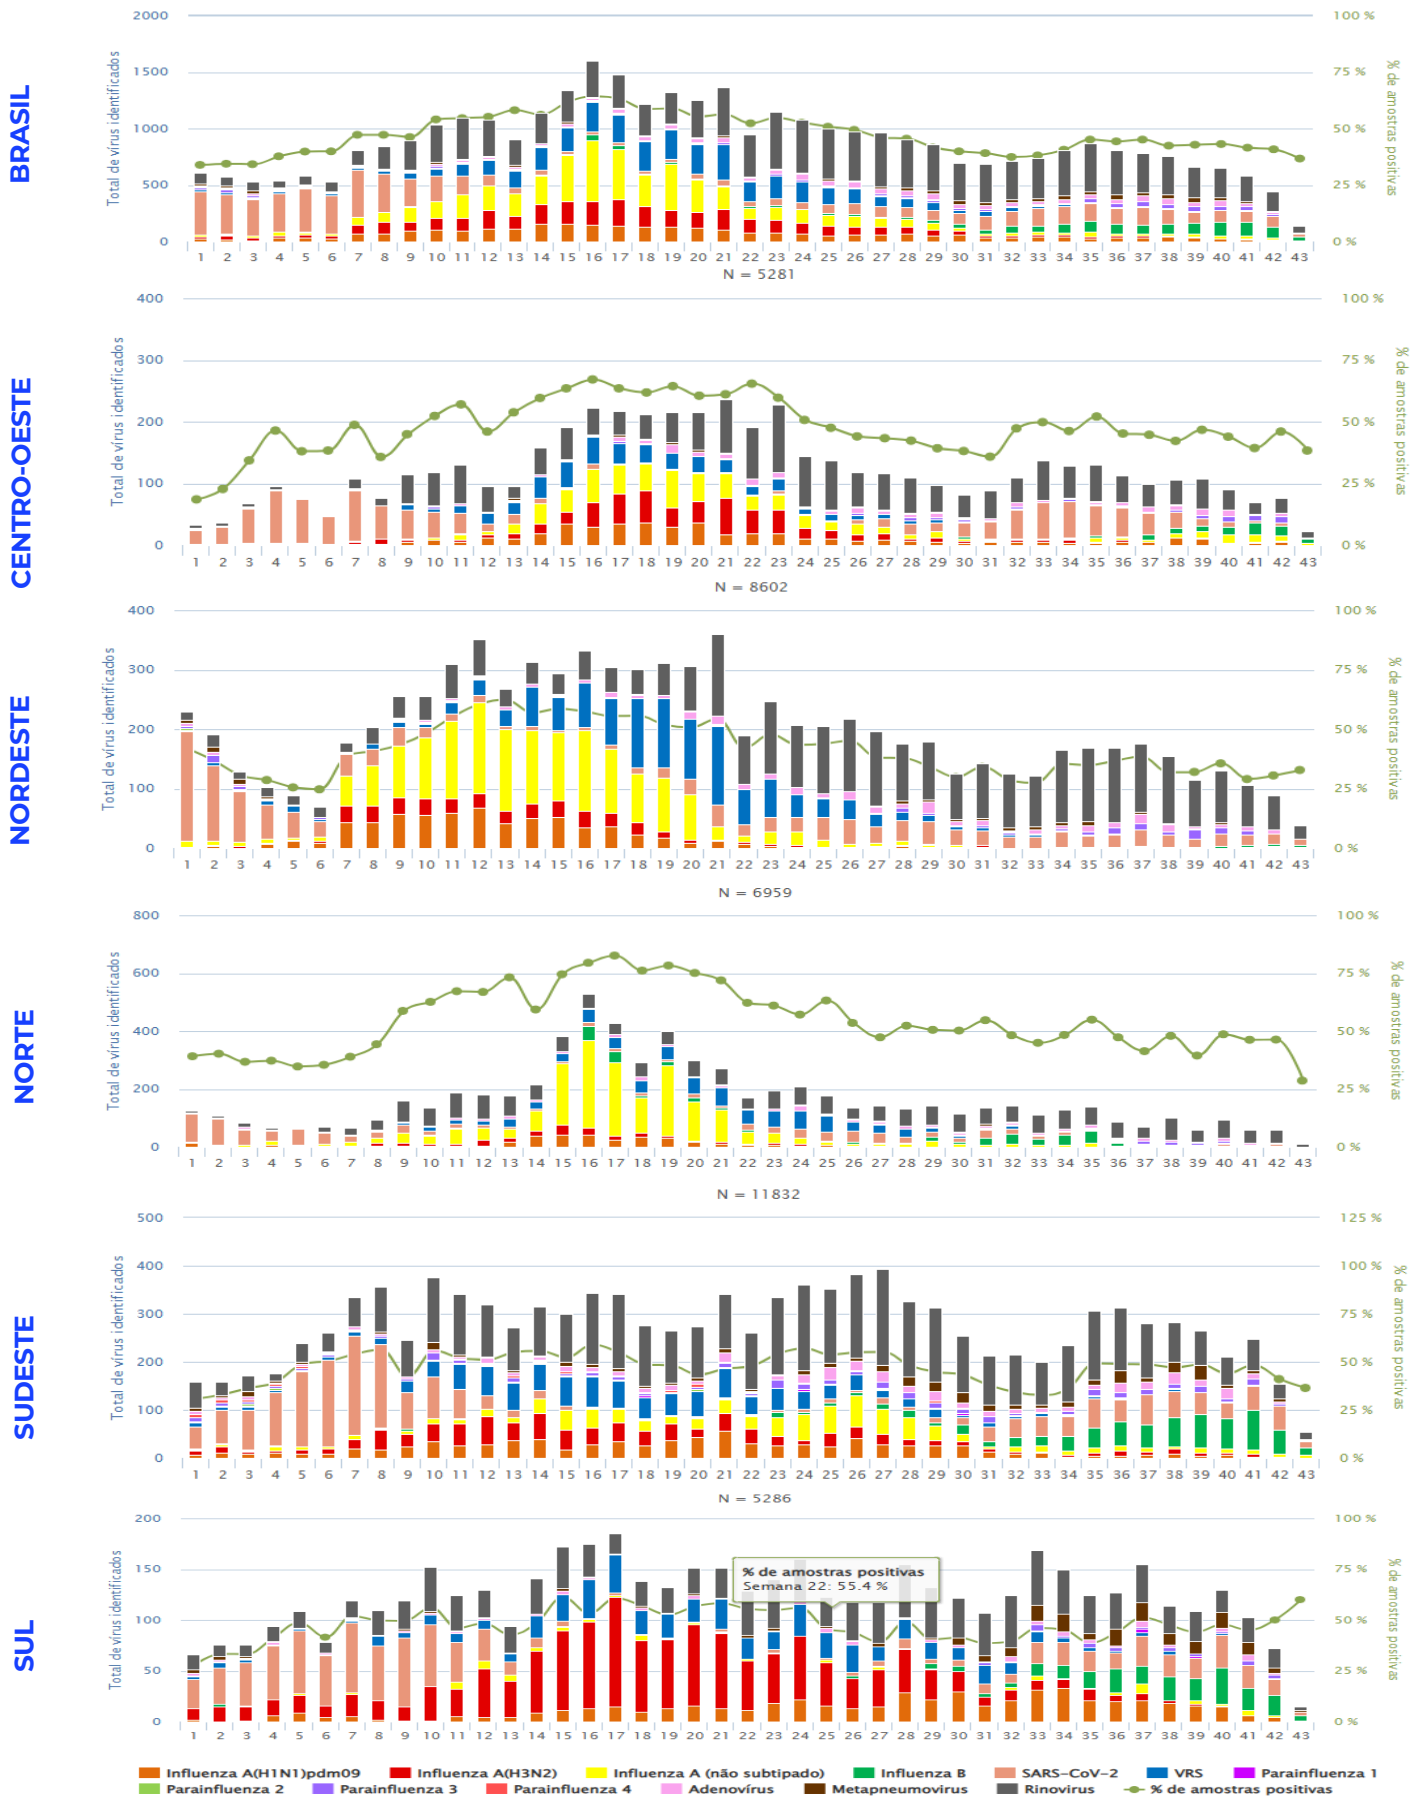 BRASIL
Total de vírus identificados
% de amostras positivas
2000
1500
1000
500
0
100 %
75 %
50 %
25 %
0 %
1 2 3 4 5 6 7 8 9 10 11 12 13 14 15 16 17 18 19 20 21 22 23 24 25 26 27 28 29 30 31 32 33 34 35 36 37 38 39 40 41 42 43
N = 5281
CENTRO-OESTE
Total de vírus identificados
% de amostras positivas
400
300
200
100
0
100 %
75 %
50 %
25 %
0 %
1 2 3 4 5 6 7 8 9 10 11 12 13 14 15 16 17 18 19 20 21 22 23 24 25 26 27 28 29 30 31 32 33 34 35 36 37 38 39 40 41 42 43
N = 8602
NORDESTE
Total de vírus identificados
% de amostras positivas
400
300
200
100
0
100 %
75 %
50 %
25 %
0 %
1 2 3 4 5 6 7 8 9 10 11 12 13 14 15 16 17 18 19 20 21 22 23 24 25 26 27 28 29 30 31 32 33 34 35 36 37 38 39 40 41 42 43
N = 6959
NORTE
Total de vírus identificados
% de amostras positivas
800
600
400
200
0
100 %
75 %
50 %
25 %
0 %
1 2 3 4 5 6 7 8 9 10 11 12 13 14 15 16 17 18 19 20 21 22 23 24 25 26 27 28 29 30 31 32 33 34 35 36 37 38 39 40 41 42 43
N = 11832
SUDESTE
Total de vírus identificados
% de amostras positivas
500
400
300
200
100
0
125 %
100 %
75 %
50 %
25 %
0 %
1 2 3 4 5 6 7 8 9 10 11 12 13 14 15 16 17 18 19 20 21 22 23 24 25 26 27 28 29 30 31 32 33 34 35 36 37 38 39 40 41 42 43
N = 5286
SUL
Total de vírus identificados
% de amostras positivas
200
150
100
50
0
100 %
75 %
50 %
25 %
0 %
% de amostras positivas
Semana 22: 55.4 %
1 2 3 4 5 6 7 8 9 10 11 12 13 14 15 16 17 18 19 20 21 22 23 24 25 26 27 28 29 30 31 32 33 34 35 36 37 38 39 40 41 42 43
Influenza A(H1N1)pdm09 Influenza A(H3N2) Influenza A (não subtipado) Influenza B SARS-CoV-2 VRS Parainfluenza 1
Parainfluenza 2 Parainfluenza 3 Parainfluenza 4 Adenovírus Metapneumovirus Rinovirus % de amostras positivas